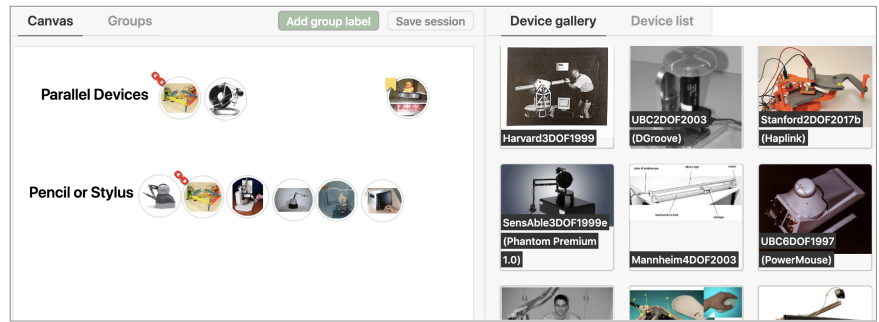 Canvas
Groups
Add group label
Save session
Device gallery
Device list
Parallel Devices
Pencil or Stylus
Harvard3DOF1999
UBC2DOF2003
(DGroove)
Stanford2DOF2017b
(Haplink)
SensAble3DOF1999e
(Phantom Premium
1.0)
Mannheim4DOF2003
UBC6DOF1997
(PowerMouse)